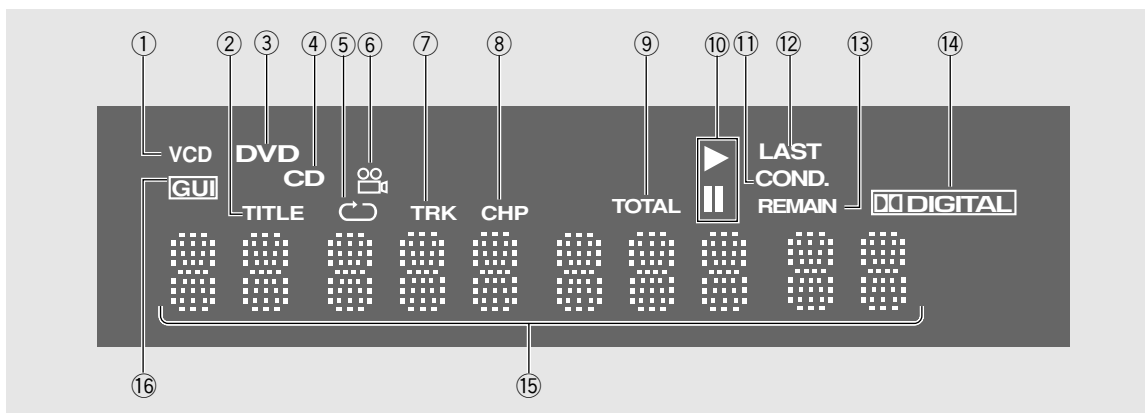 ① ② ③ ④ ⑤ ⑥ ⑦ ⑧ ⑨ ⑩ ⑪ ⑫ ⑬ ⑭
VCD DVD LAST
GUI CD COND.
TITLE TRK CHP TOTAL REMAIN DIGITAL
⑯ ⑮